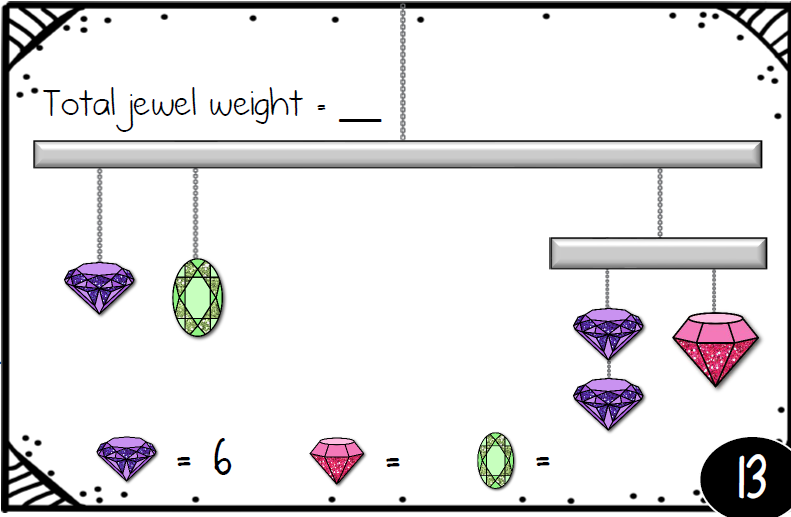 Total jewel weight = __
= 6 = =
13